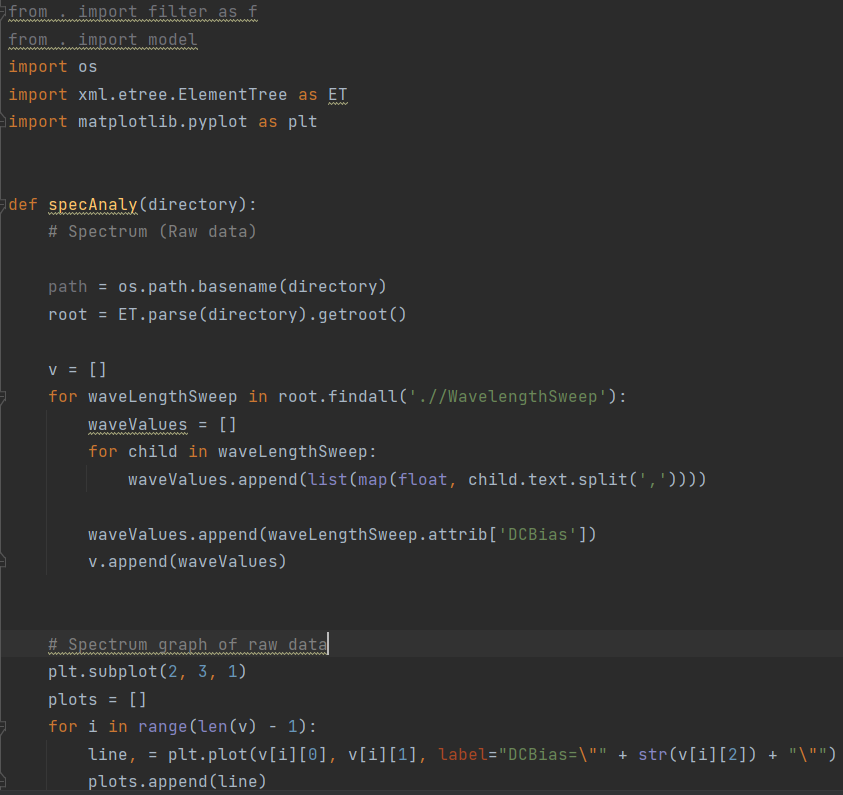 from . import filter as f
from . import model
import os
import xml.etree.ElementTree as ET
import matplotlib.pyplot as plt
def specAnaly(directory):
    # Spectrum (Raw data)
    path = os.path.basename(directory)
    root = ET.parse(directory).getroot()
    v = []
    for waveLengthSweep in root.findall('.//WavelengthSweep'):
        waveValues = []
        for child in waveLengthSweep:
            waveValues.append(list(map(float, child.text.split(','))))
        waveValues.append(waveLengthSweep.attrib['DCBias'])
        v.append(waveValues)
    # Spectrum graph of raw data
    plt.subplot(2, 3, 1)
    plots = []
    for i in range(len(v) - 1):
        line, = plt.plot(v[i][0], v[i][1], label="DCBias=\"" + str(v[i][2]) + "\"")
        plots.append(line)